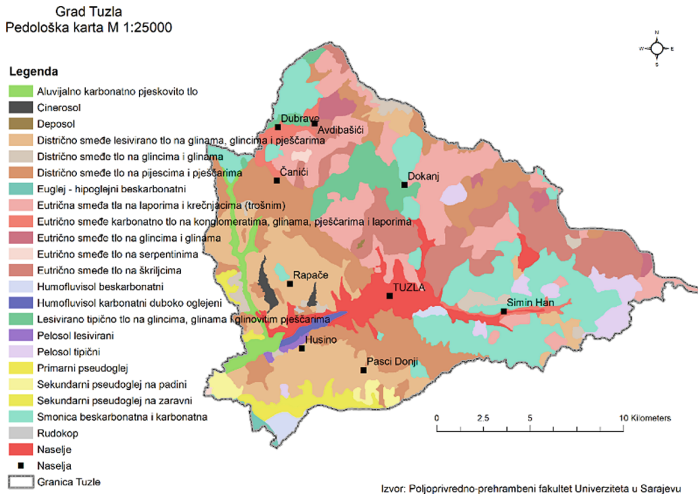 Grad Tuzla
Pedološka karta M 1:25000
N
W
E
S
Legenda
Aluvijalno karbonatno pjeskovito tlo
Cinerosol
Deposol
Distrično smeđe lesivirano tlo na glinama, glincima i pješčarima
Distrično smeđe tlo na glincima i glinama
Distrično smeđe tlo na pijescima i pješčarima
Euglej - hipoglejni beskarbonatni
Eutrična smeđa tla na laporima i krečnjacima (trošnim)
Eutrično smeđe karbonatno tlo na konglomeratima, glinama, pješčarima i laporima
Eutrično smeđe tlo na glincima i glinama
Eutrično smeđe tlo na serpentinima
Eutrično smeđe tlo na škriljcima
Humofluvisol beskarbonatni
Humofluvisol karbonatni duboko oglejeni
Lesivirano tipično tlo na glincima, glinama i glinovitim pješčarima
Pelosol lesivirani
Pelosol tipični
Primarni pseudoglej
Sekundarni pseudoglej na padini
Sekundarni pseudoglej na zaravni
Smonica beskarbonatna i karbonatna
Rudokop
Naselje
Naselja
Granica Tuzle
Dubrave
Avdibašići
Čanići
Dokanj
Rapače
TUZLA
Simin Han
Husino
Pasci Donji
0 2.5 5 10 Kilometers
Izvor: Poljoprivredno-prehrambeni fakultet Univerziteta u Sarajevu